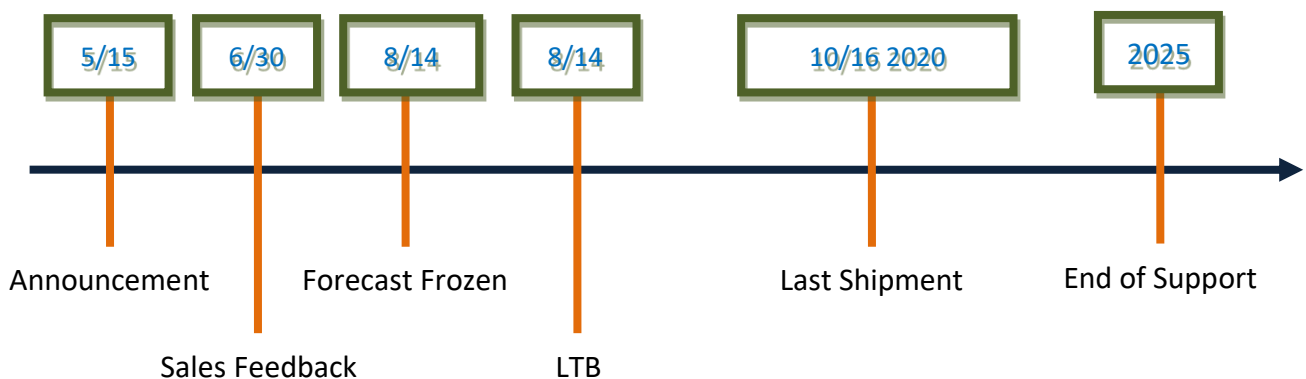 5/15
6/30
8/14
8/14
10/16 2020
2025
Announcement
Forecast Frozen
Last Shipment
End of Support
Sales Feedback
LTB